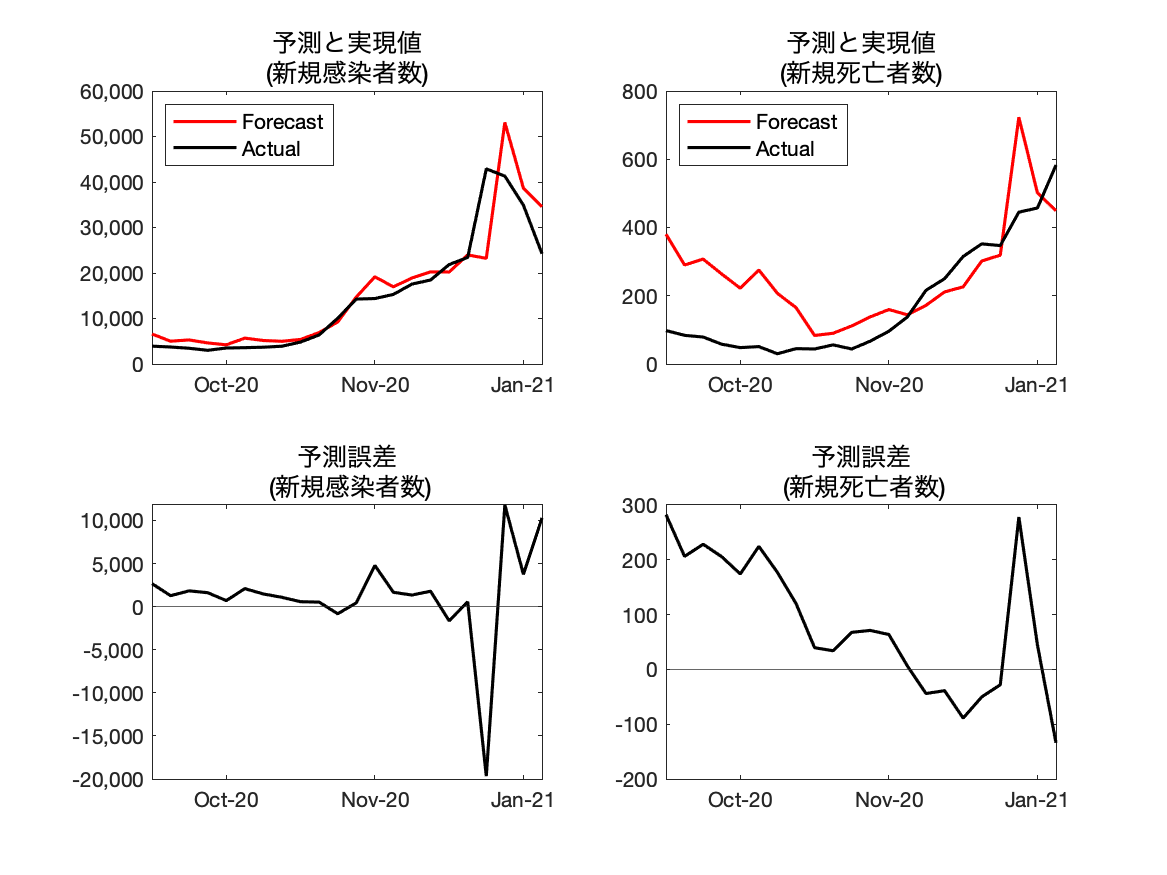 予測と実現値
(新規感染者数)
60,000
50,000
40,000
30,000
20,000
10,000
0
Forecast
Actual
Oct-20
Nov-20
Jan-21
予測と実現値
(新規死亡者数)
800
600
400
200
0
Forecast
Actual
Oct-20
Nov-20
Jan-21
予測誤差
(新規感染者数)
10,000
5,000
0
-5,000
-10,000
-15,000
-20,000
Oct-20
Nov-20
Jan-21
予測誤差
(新規死亡者数)
300
200
100
0
-100
-200
Oct-20
Nov-20
Jan-21